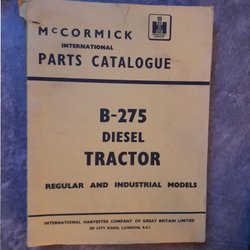 McCORMICK
INTERNATIONAL
PARTS CATALOGUE
B-275
DIESEL
TRACTOR
REGULAR AND INDUSTRIAL MODELS
INTERNATIONAL HARVESTER COMPANY OF GREAT BRITAIN LIMITED
CITY ROAD, LONDON, E.C.1